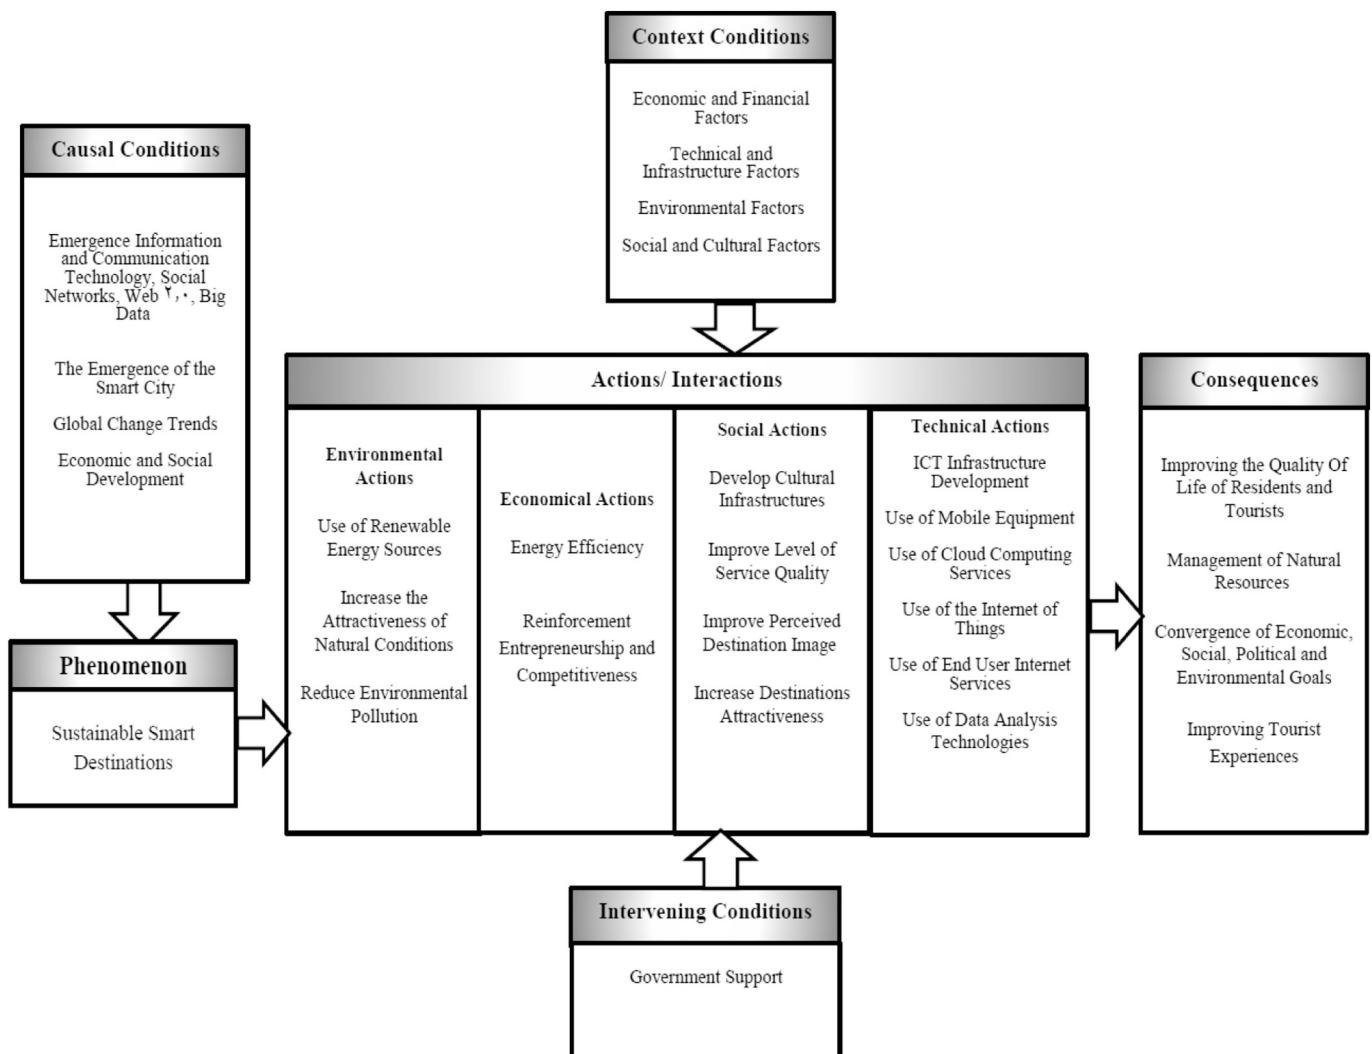 Context Conditions
Economic and Financial
Factors
Technical and
Infrastructure Factors
Environmental Factors
Social and Cultural Factors
Causal Conditions
Emergence Information
and Communication
Technology, Social
Networks, Web ۲,۰, Big
Data
The Emergence of the
Smart City
Global Change Trends
Economic and Social
Development
Phenomenon
Sustainable Smart
Destinations
Actions/ Interactions
Environmental
Actions
Use of Renewable
Energy Sources
Increase the
Attractiveness of
Natural Conditions
Reduce Environmental
Pollution
Economical Actions
Energy Efficiency
Reinforcement
Entrepreneurship and
Competitiveness
Social Actions
Develop Cultural
Infrastructures
Improve Level of
Service Quality
Improve Perceived
Destination Image
Increase Destinations
Attractiveness
Technical Actions
ICT Infrastructure
Development
Use of Mobile Equipment
Use of Cloud Computing
Services
Use of the Internet of
Things
Use of End User Internet
Services
Use of Data Analysis
Technologies
Consequences
Improving the Quality Of
Life of Residents and
Tourists
Management of Natural
Resources
Convergence of Economic,
Social, Political and
Environmental Goals
Improving Tourist
Experiences
Intervening Conditions
Government Support